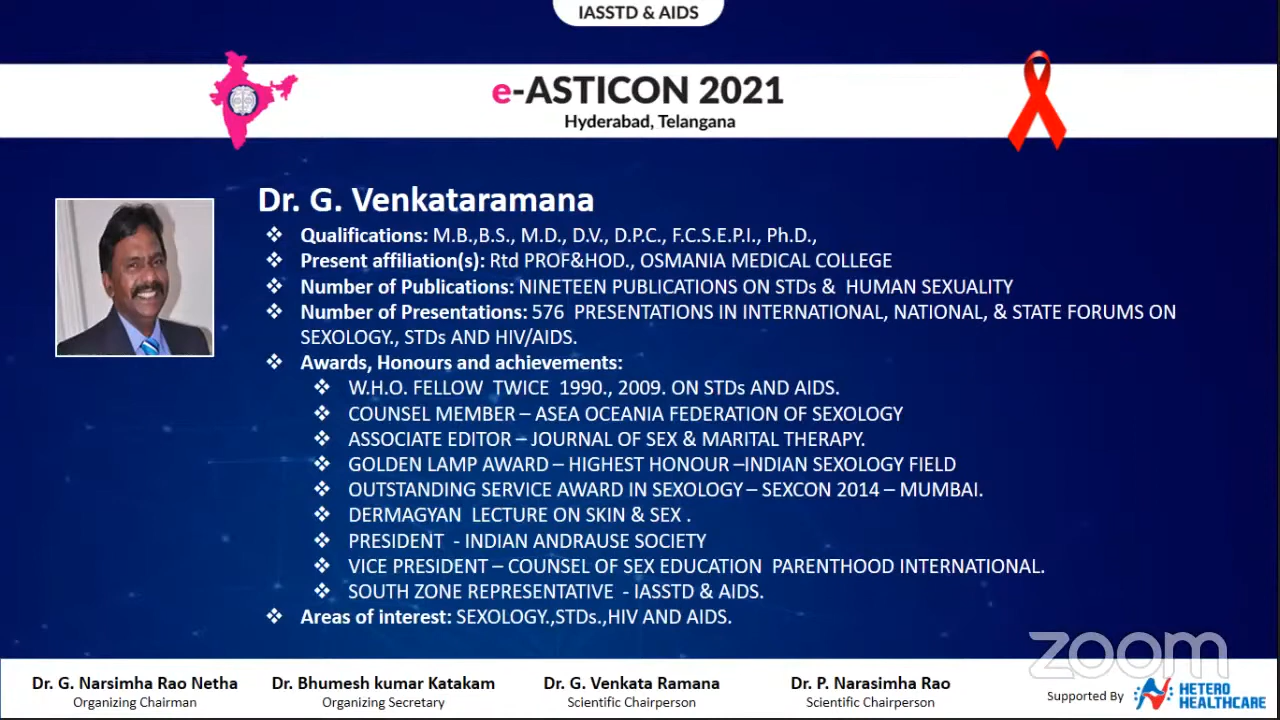 IASSTD & AIDS
e-ASTICON 2021
Hyderabad, Telangana
Dr. G. Venkataramana
❖ Qualifications: M.B.,B.S., M.D., D.V., D.P.C., F.C.S.E.P.I., Ph.D.,
❖ Present affiliation(s): Rtd PROF&HOD., OSMANIA MEDICAL COLLEGE
❖ Number of Publications: NINETEEN PUBLICATIONS ON STDs & HUMAN SEXUALITY
❖ Number of Presentations: 576 PRESENTATIONS IN INTERNATIONAL, NATIONAL, & STATE FORUMS ON
SEXOLOGY., STDs AND HIV/AIDS.
❖ Awards, Honours and achievements:
❖ W.H.O. FELLOW TWICE 1990., 2009. ON STDs AND AIDS.
❖ COUNSEL MEMBER – ASEA OCEANIA FEDERATION OF SEXOLOGY
❖ ASSOCIATE EDITOR – JOURNAL OF SEX & MARITAL THERAPY.
❖ GOLDEN LAMP AWARD – HIGHEST HONOUR –INDIAN SEXOLOGY FIELD
❖ OUTSTANDING SERVICE AWARD IN SEXOLOGY – SEXCON 2014 – MUMBAI.
❖ DERMAGYAN LECTURE ON SKIN & SEX .
❖ PRESIDENT - INDIAN ANDRAUSE SOCIETY
❖ VICE PRESIDENT – COUNSEL OF SEX EDUCATION PARENTHOOD INTERNATIONAL.
❖ SOUTH ZONE REPRESENTATIVE - IASSTD & AIDS.
❖ Areas of interest: SEXOLOGY.,STDs.,HIV AND AIDS.
zoom
Dr. G. Narsimha Rao Netha
Organizing Chairman
Dr. Bhumesh kumar Katakam
Organizing Secretary
Dr. G. Venkata Ramana
Scientific Chairperson
Dr. P. Narasimha Rao
Scientific Chairperson
Supported By
HETERO
HEALTHCARE